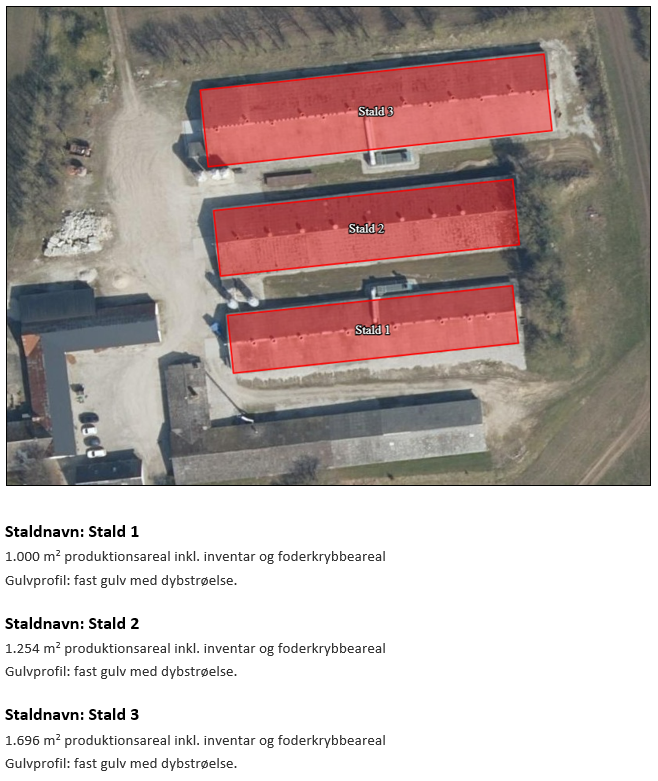 Stald 3
Stald 2
Stald 1
Staldnavn: Stald 1
1.000 m² produktionsareal inkl. inventar og foderkrybbeareal
Gulvprofil: fast gulv med dybstrøelse.
Staldnavn: Stald 2
1.254 m² produktionsareal inkl. inventar og foderkrybbeareal
Gulvprofil: fast gulv med dybstrøelse.
Staldnavn: Stald 3
1.696 m² produktionsareal inkl. inventar og foderkrybbeareal
Gulvprofil: fast gulv med dybstrøelse.